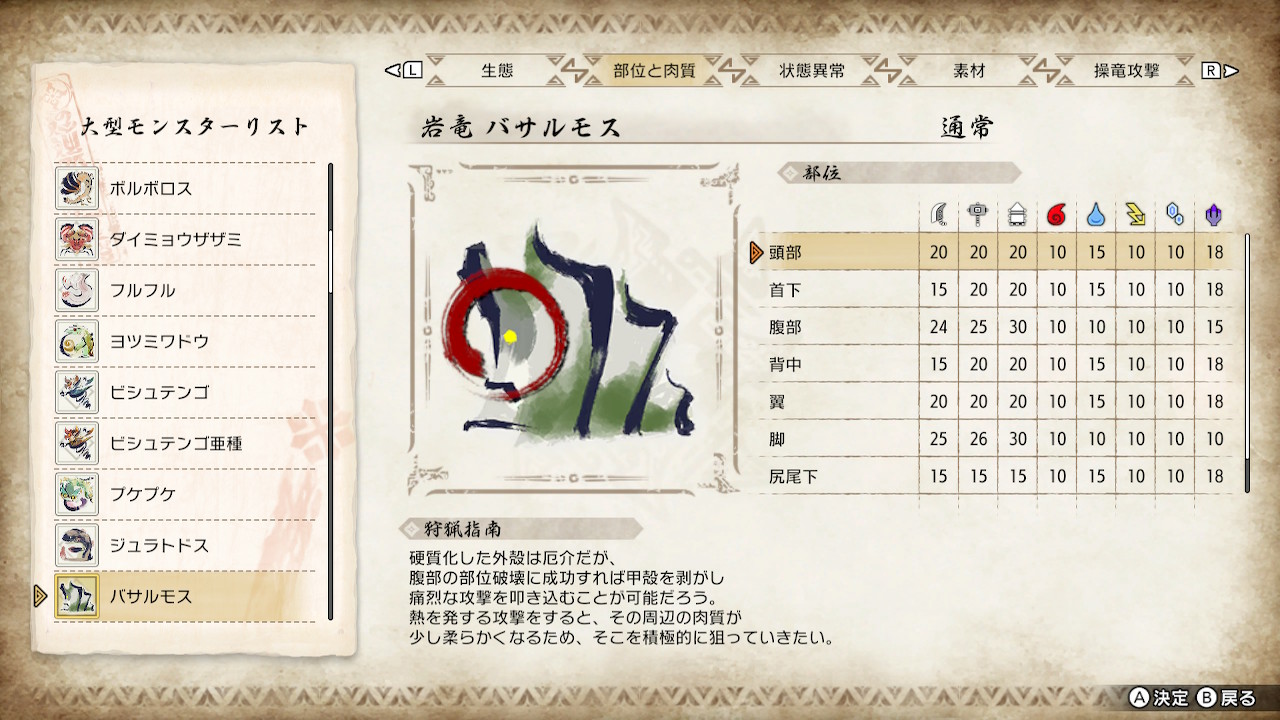 L 生態 部位と肉質 状態異常 素材 操竜攻撃 R
大型モンスターリスト
ボルボロス
ダイミョウザザミ
フルフル
ヨツミワドウ
ビシュテンゴ
ビシュテンゴ亜種
プケプケ
ジュラトドス
バサルモス
岩竜 バサルモス 通常
部位
頭部 20 20 20 10 15 10 10 18
首下 15 20 20 10 15 10 10 18
腹部 24 25 30 10 10 10 10 15
背中 15 20 20 10 15 10 10 18
翼 20 20 20 10 15 10 10 18
脚 25 26 30 10 10 10 10 10
尻尾下 15 15 15 10 15 10 10 18
狩猟指南
硬質化した外殻は厄介だが、
腹部の部位破壊に成功すれば甲殻を剥がし
痛烈な攻撃を叩き込むことが可能だろう。
熱を発する攻撃をすると、その周辺の肉質が
少し柔らかくなるため、そこを積極的に狙っていきたい。
A 決定 B 戻る